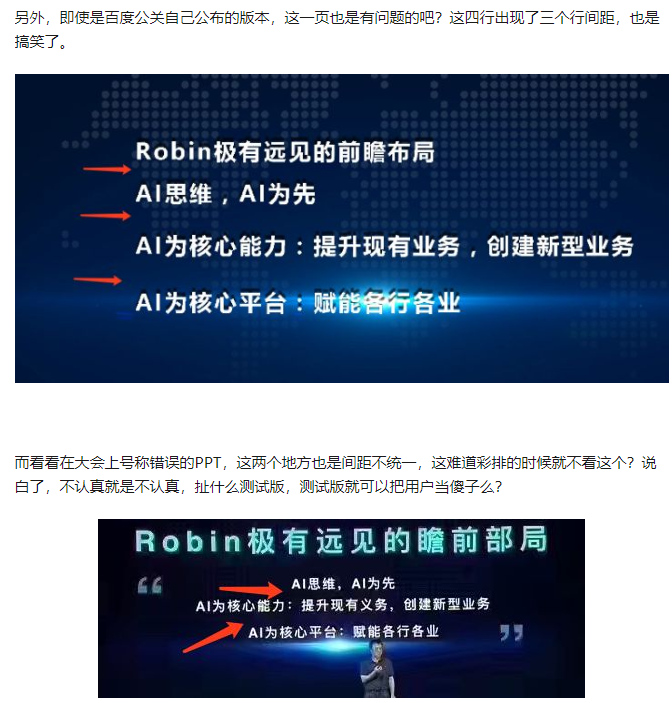 另外，即使是百度公关自己公布的版本，这一页也是有问题的吧？这四行出现了三个行间距，也是
搞笑了。
Robin极有远见的前瞻布局
AI思维，AI为先
AI为核心能力：提升现有业务，创建新型业务
AI为核心平台：赋能各行各业
而看看在大会上号称错误的PPT，这两个地方也是间距不统一，这难道彩排的时候就不看这个？说
白了，不认真就是不认真，扯什么测试版，测试版就可以把用户当傻子么？
Robin极有远见的瞻前部局
“
AI思维，AI为先
AI为核心能力：提升现有义务，创建新型业务
AI为核心平台：赋能各行各业
”